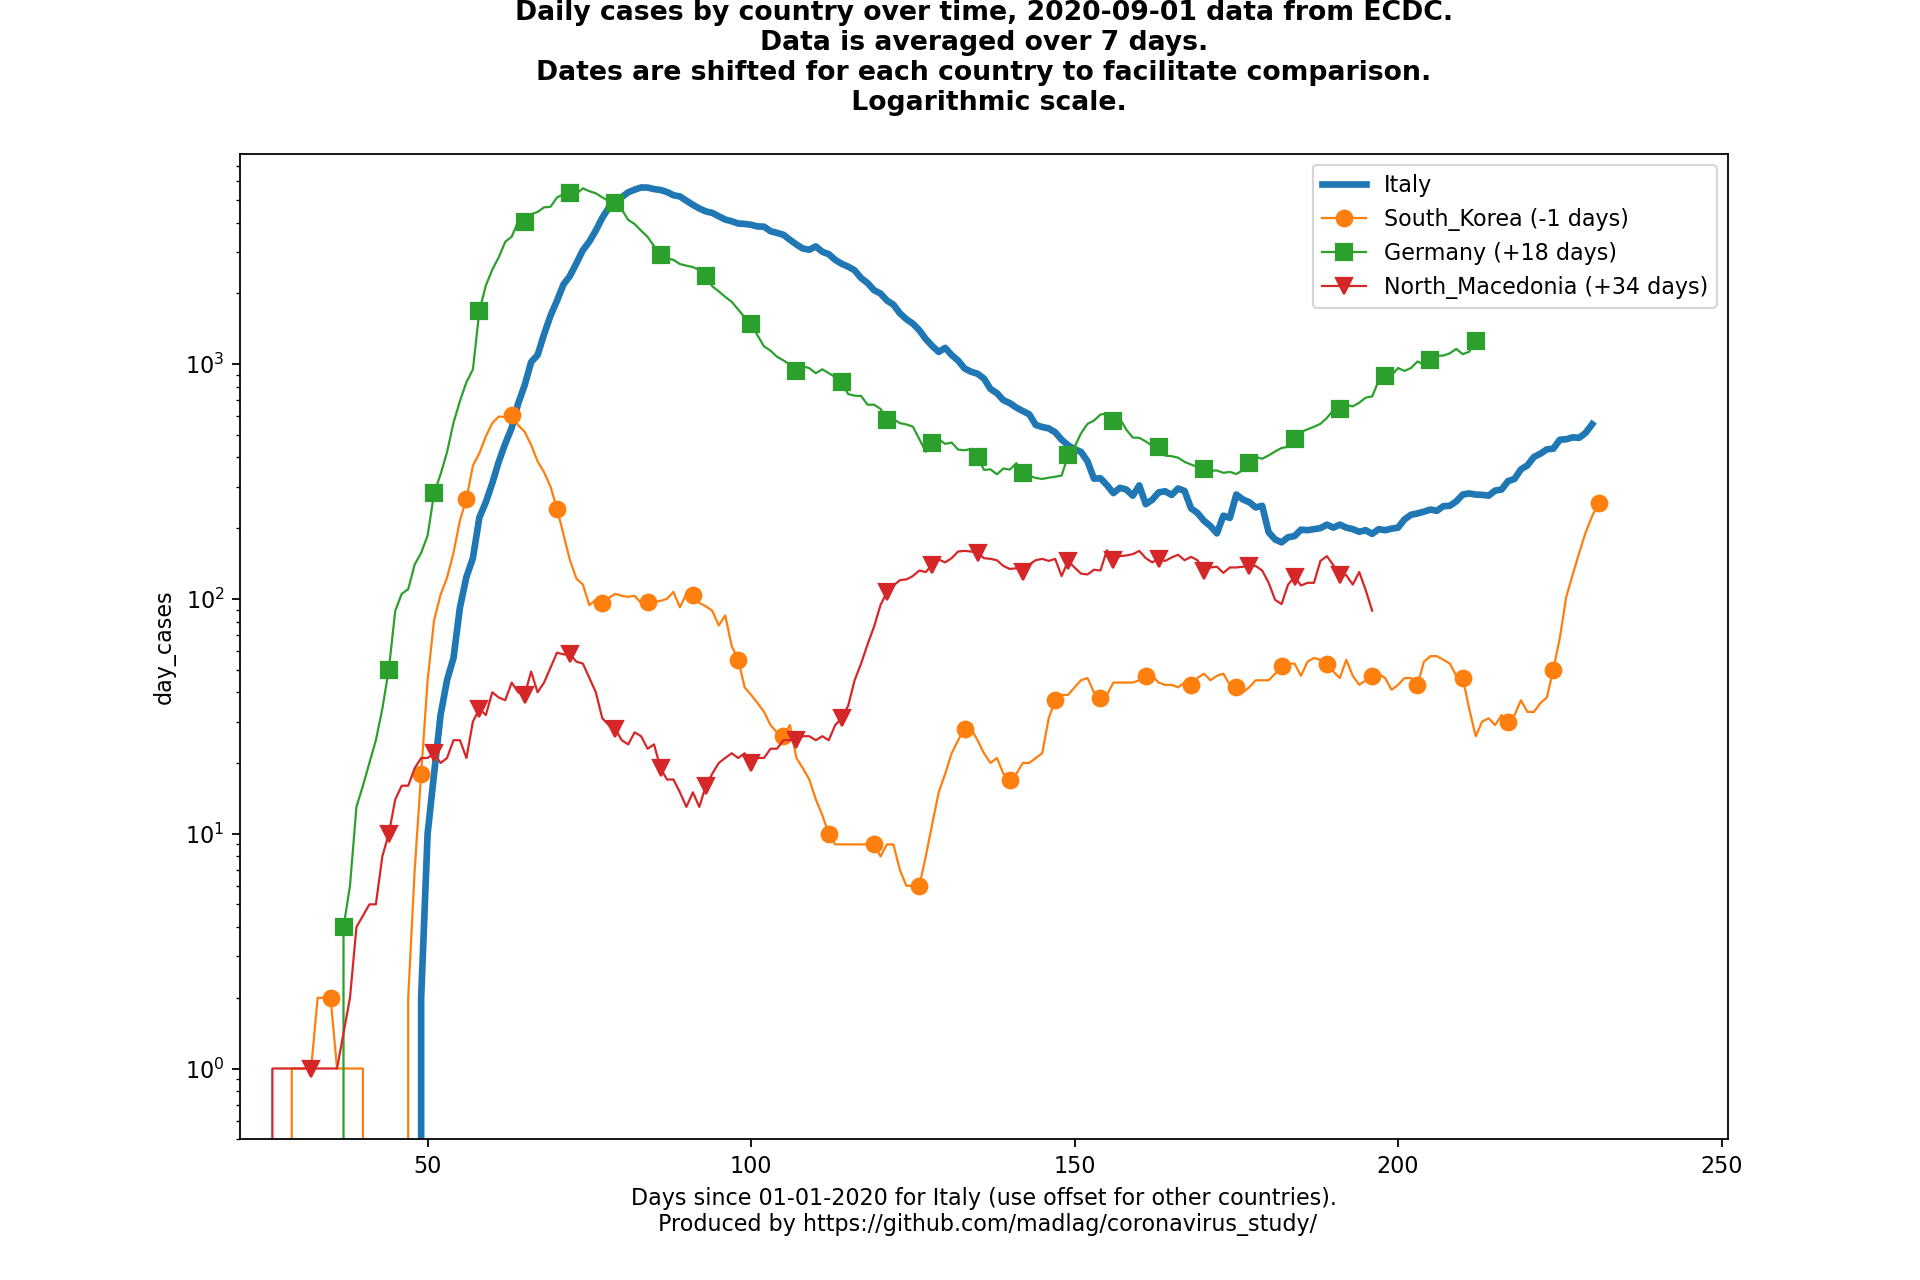 Daily cases by country over time, 2020-09-01 data from ECDC.
Data is averaged over 7 days.
Dates are shifted for each country to facilitate comparison.
Logarithmic scale.
Italy
South_Korea (-1 days)
Germany (+18 days)
North_Macedonia (+34 days)
day_cases
10³
10²
10¹
10⁰
50
100
150
200
250
Days since 01-01-2020 for Italy (use offset for other countries).
Produced by https://github.com/madlag/coronavirus_study/